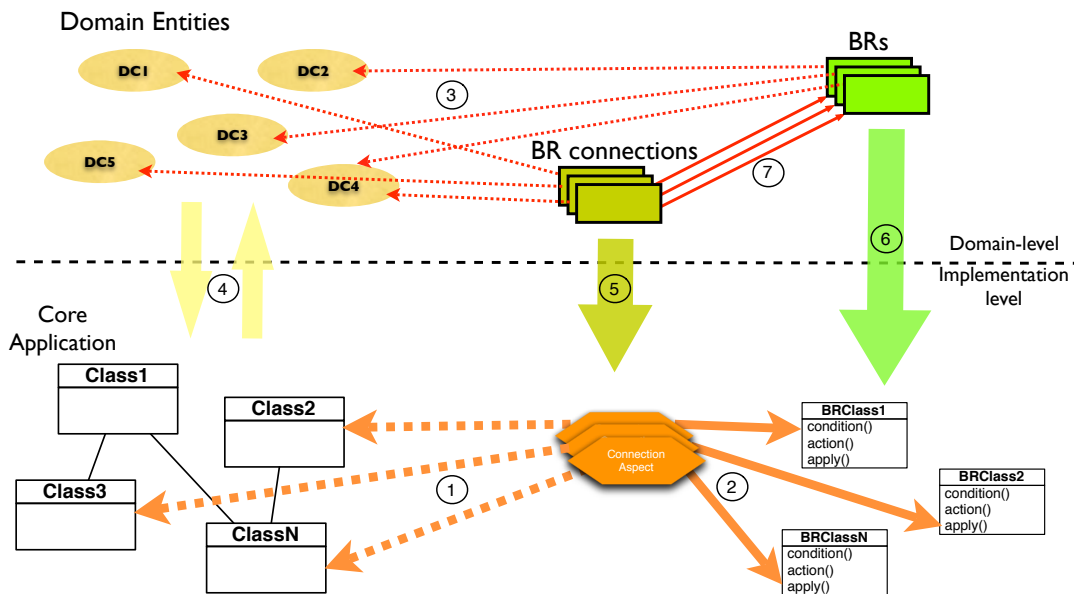 Domain Entities
BRs
DC1
DC2
3
DC3
BR connections
DC5
DC4
7
6
Domain-level
4
5
Implementation
level
Core
Application
Class1
Class2
BRClass1
condition()
action()
apply()
Connection
Aspect
Class3
1
2
BRClass2
condition()
action()
apply()
ClassN
BRClassN
condition()
action()
apply()